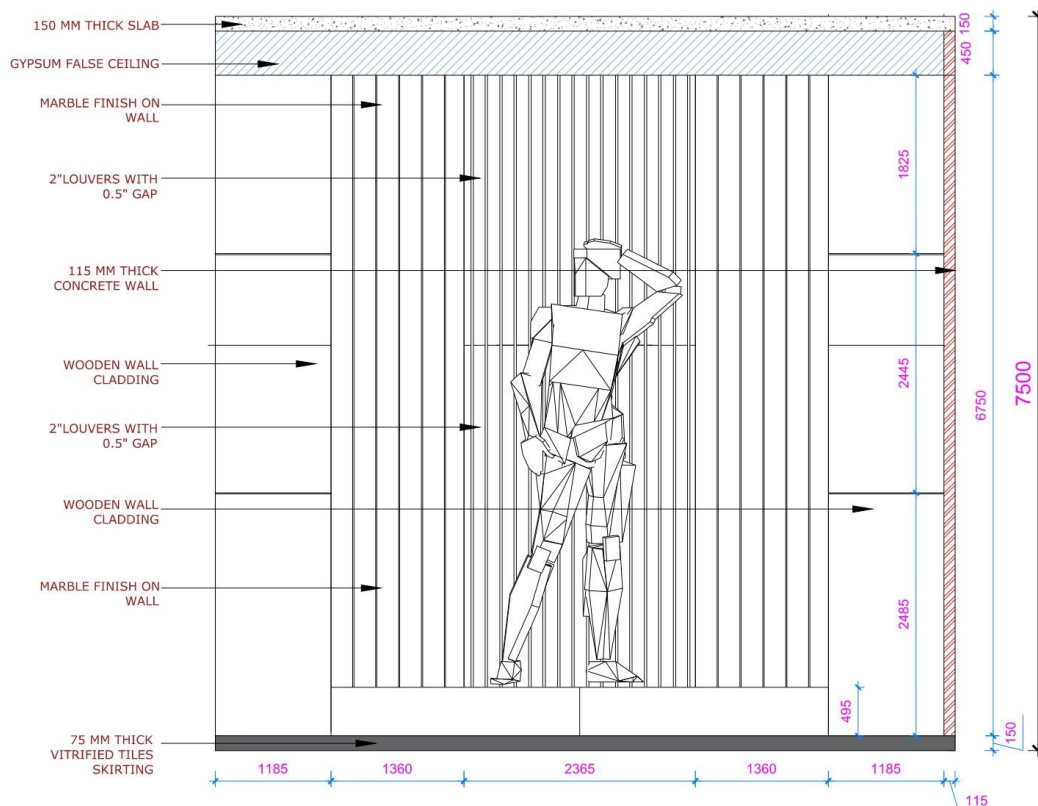 150 MM THICK SLAB
GYPSUM FALSE CEILING
MARBLE FINISH ON
WALL
2"LOUVERS WITH
0.5" GAP
115 MM THICK
CONCRETE WALL
WOODEN WALL
CLADDING
2"LOUVERS WITH
0.5" GAP
WOODEN WALL
CLADDING
MARBLE FINISH ON
WALL
75 MM THICK
VITRIFIED TILES
SKIRTING
150
450
1825
2445
6750
7500
2485
495
150
1185
1360
2365
1360
1185
115